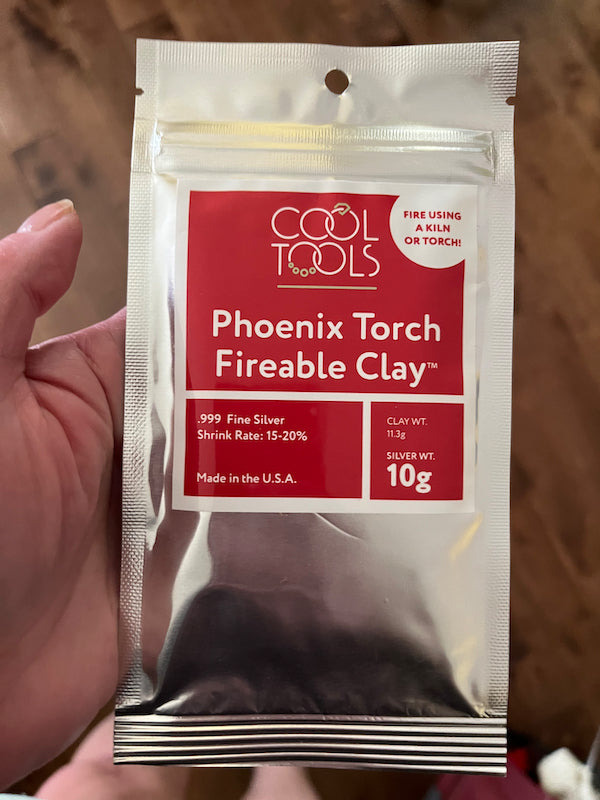 COOL
TOOLS
FIRE USING
A KILN
OR TORCH!
Phoenix Torch
Fireable Clay™
.999 Fine Silver
Shrink Rate: 15-20%
Made in the U.S.A.
CLAY WT.
11.3g
SILVER WT.
10g